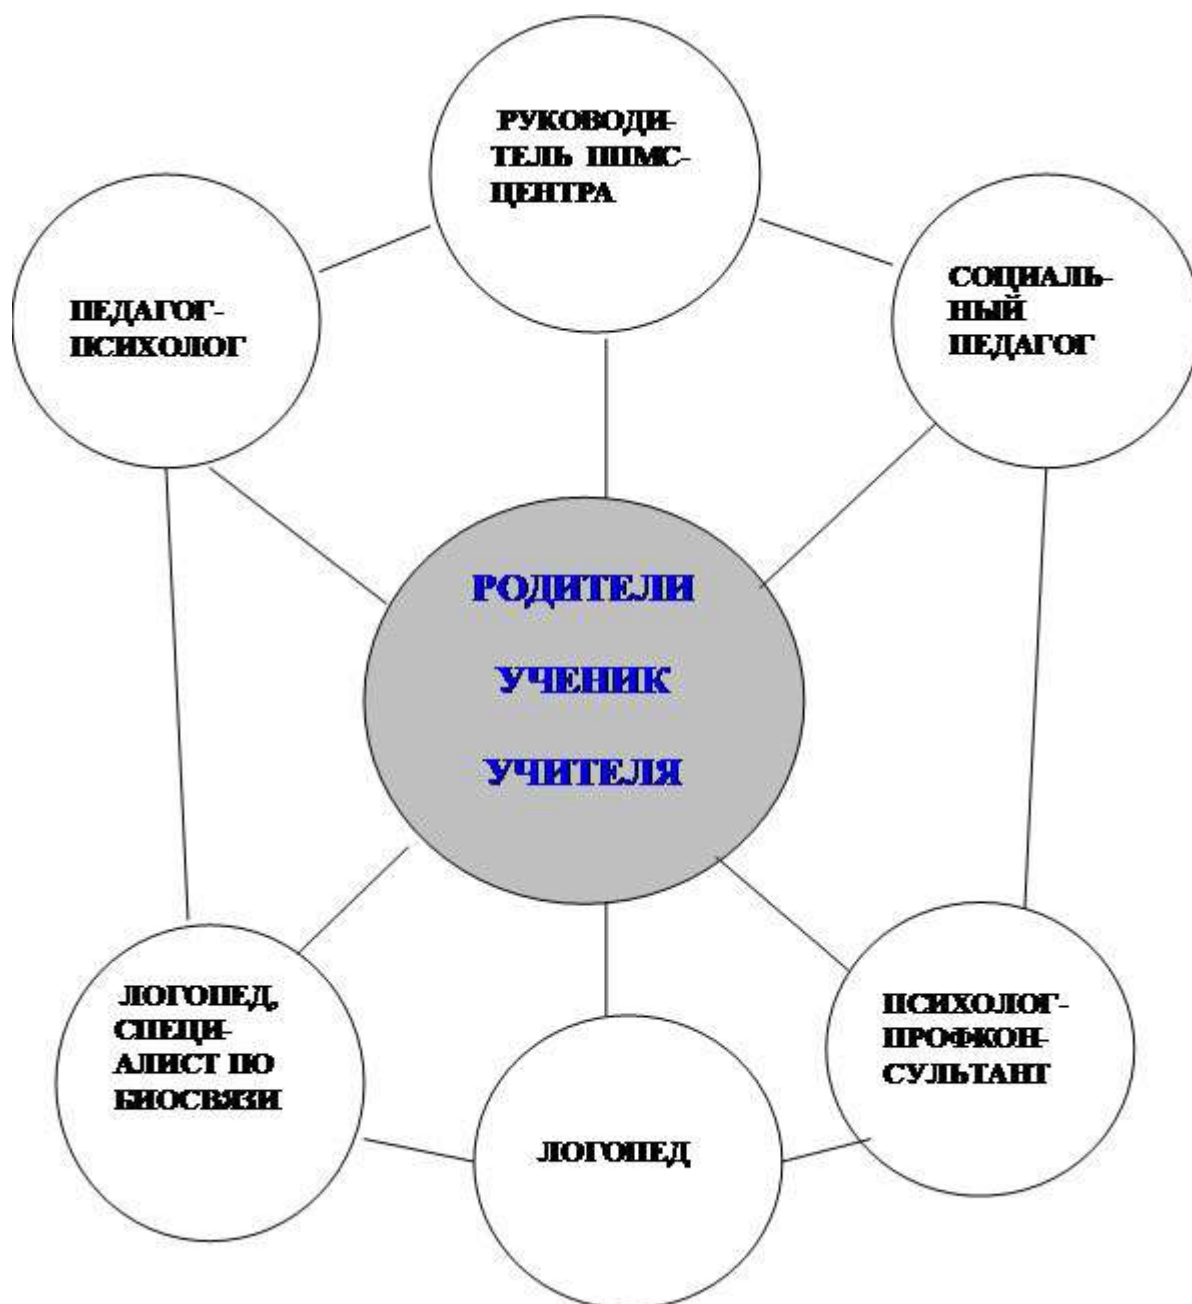 РУКОВОДИ-
ТЕЛЬ ППМС-
ЦЕНТРА
ПЕДАГОГ-
ПСИХОЛОГ
СОЦИАЛЬ-
НЫЙ
ПЕДАГОГ
РОДИТЕЛИ
УЧЕНИК
УЧИТЕЛЯ
ЛОГОПЕД,
СПЕЦИ-
АЛИСТ ПО
БИОСВЯЗИ
ПСИХОЛОГ-
ПРОФКОН-
СУЛЬТАНТ
ЛОГОПЕД